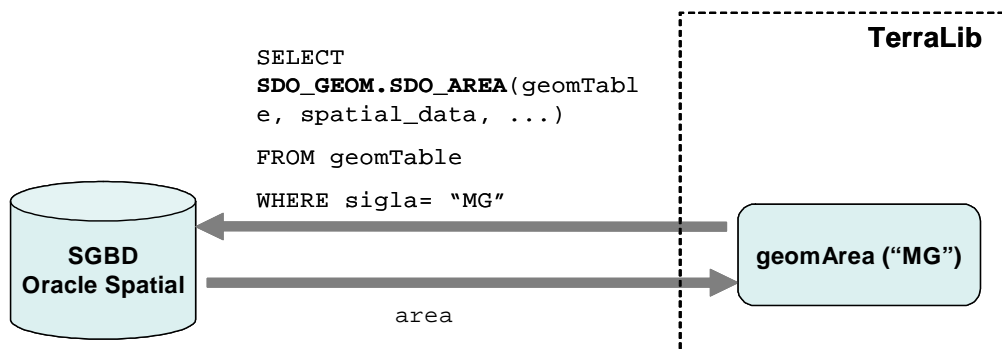 TerraLib
SELECT
SDO_GEOM.SDO_AREA(geomTabl
e, spatial_data, ...)
FROM geomTable
WHERE sigla= “MG”
SGBD
Oracle Spatial
geomArea (“MG”)
area